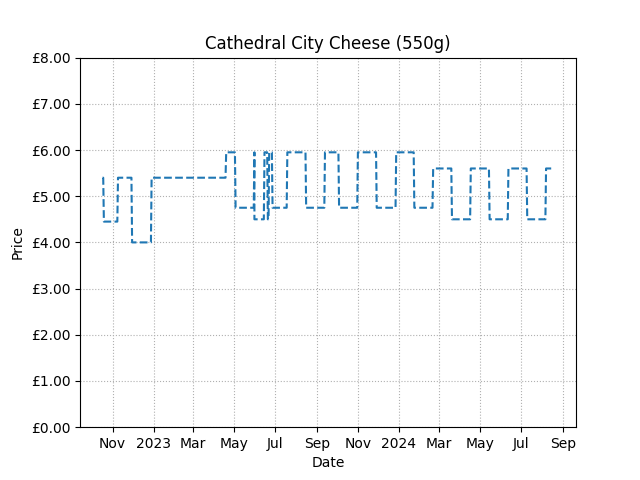 Cathedral City Cheese (550g)
£8.00
£7.00
£6.00
£5.00
£4.00
£3.00
£2.00
£1.00
£0.00
Price
Nov 2023 Mar May Jul Sep Nov 2024 Mar May Jul Sep
Date